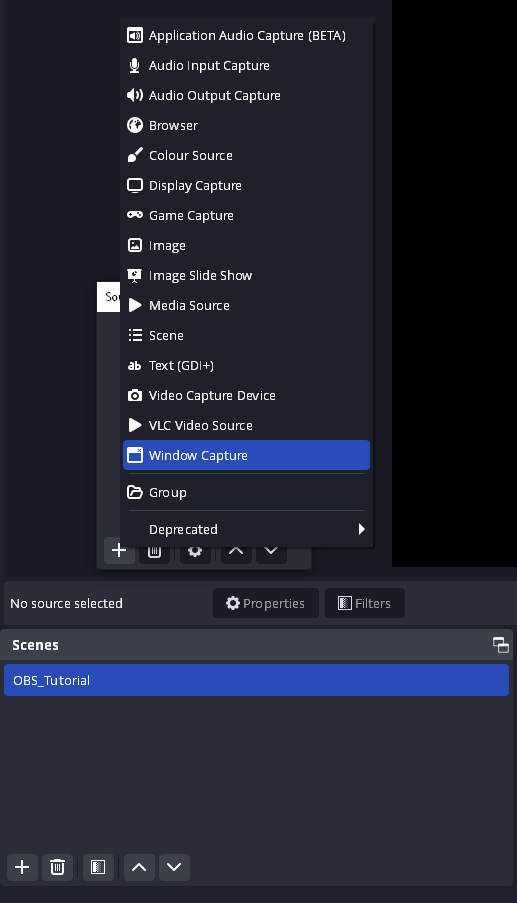 Application Audio Capture (BETA)
Audio Input Capture
Audio Output Capture
Browser
Colour Source
Display Capture
Game Capture
Image
Image Slide Show
Media Source
Scene
ab Text (GDI+)
Video Capture Device
VLC Video Source
Window Capture
Group
Deprecated
No source selected
Properties
Filters
Scenes
OBS_Tutorial